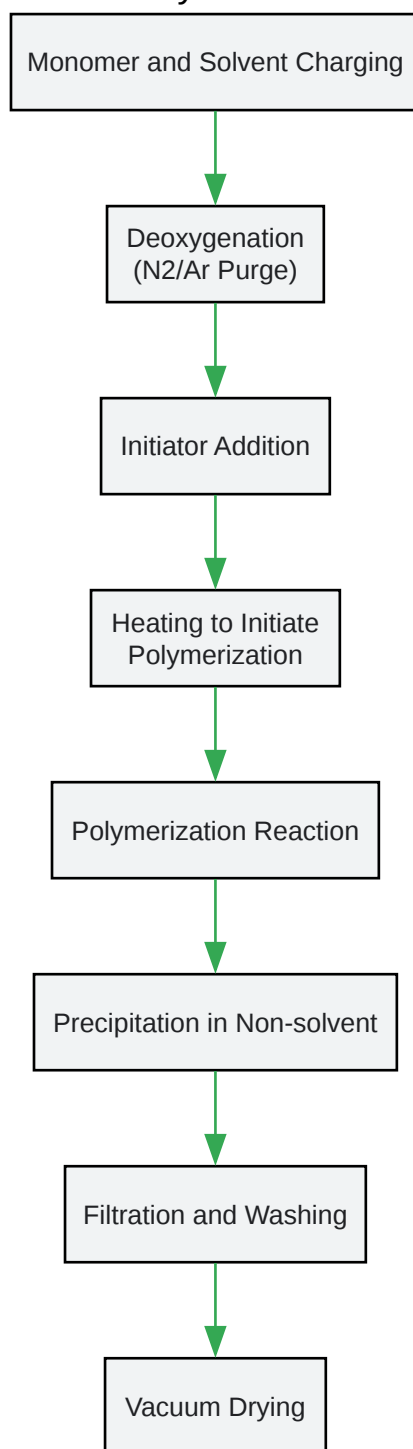 Monomer and Solvent Charging
Deoxygenation
(N2/Ar Purge)
Initiator Addition
Heating to Initiate
Polymerization
Polymerization Reaction
Precipitation in Non-solvent
Filtration and Washing
Vacuum Drying